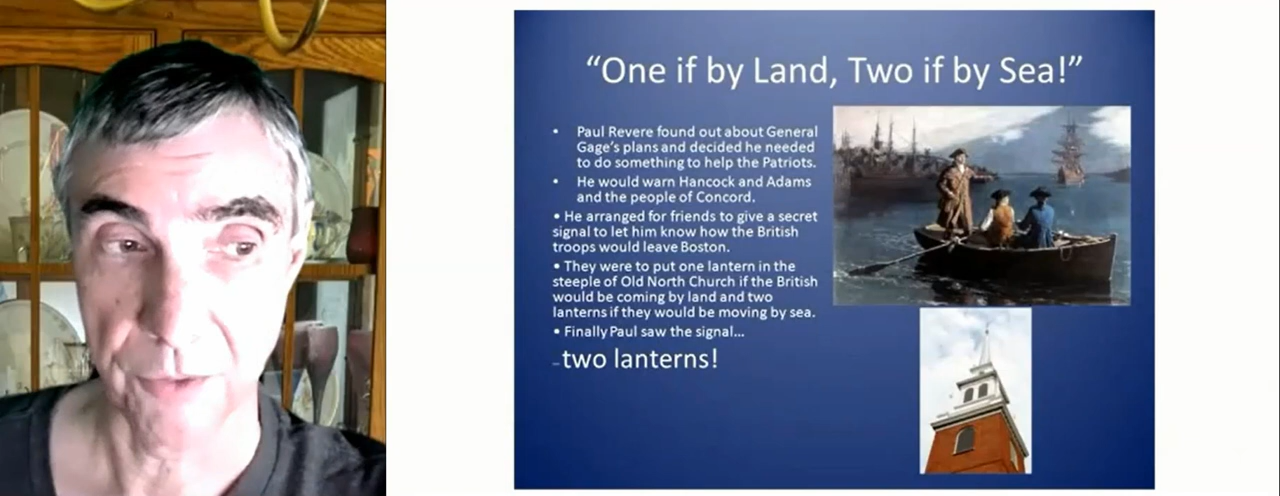 “One if by Land, Two if by Sea!”
• Paul Revere found out about General
Gage’s plans and decided he needed
to do something to help the Patriots.
• He would warn Hancock and Adams
and the people of Concord.
• He arranged for friends to give a secret
signal to let him know how the British
troops would leave Boston.
• They were to put one lantern in the
steeple of Old North Church if the British
would be coming by land and two
lanterns if they would be moving by sea.
• Finally Paul saw the signal…
–two lanterns!